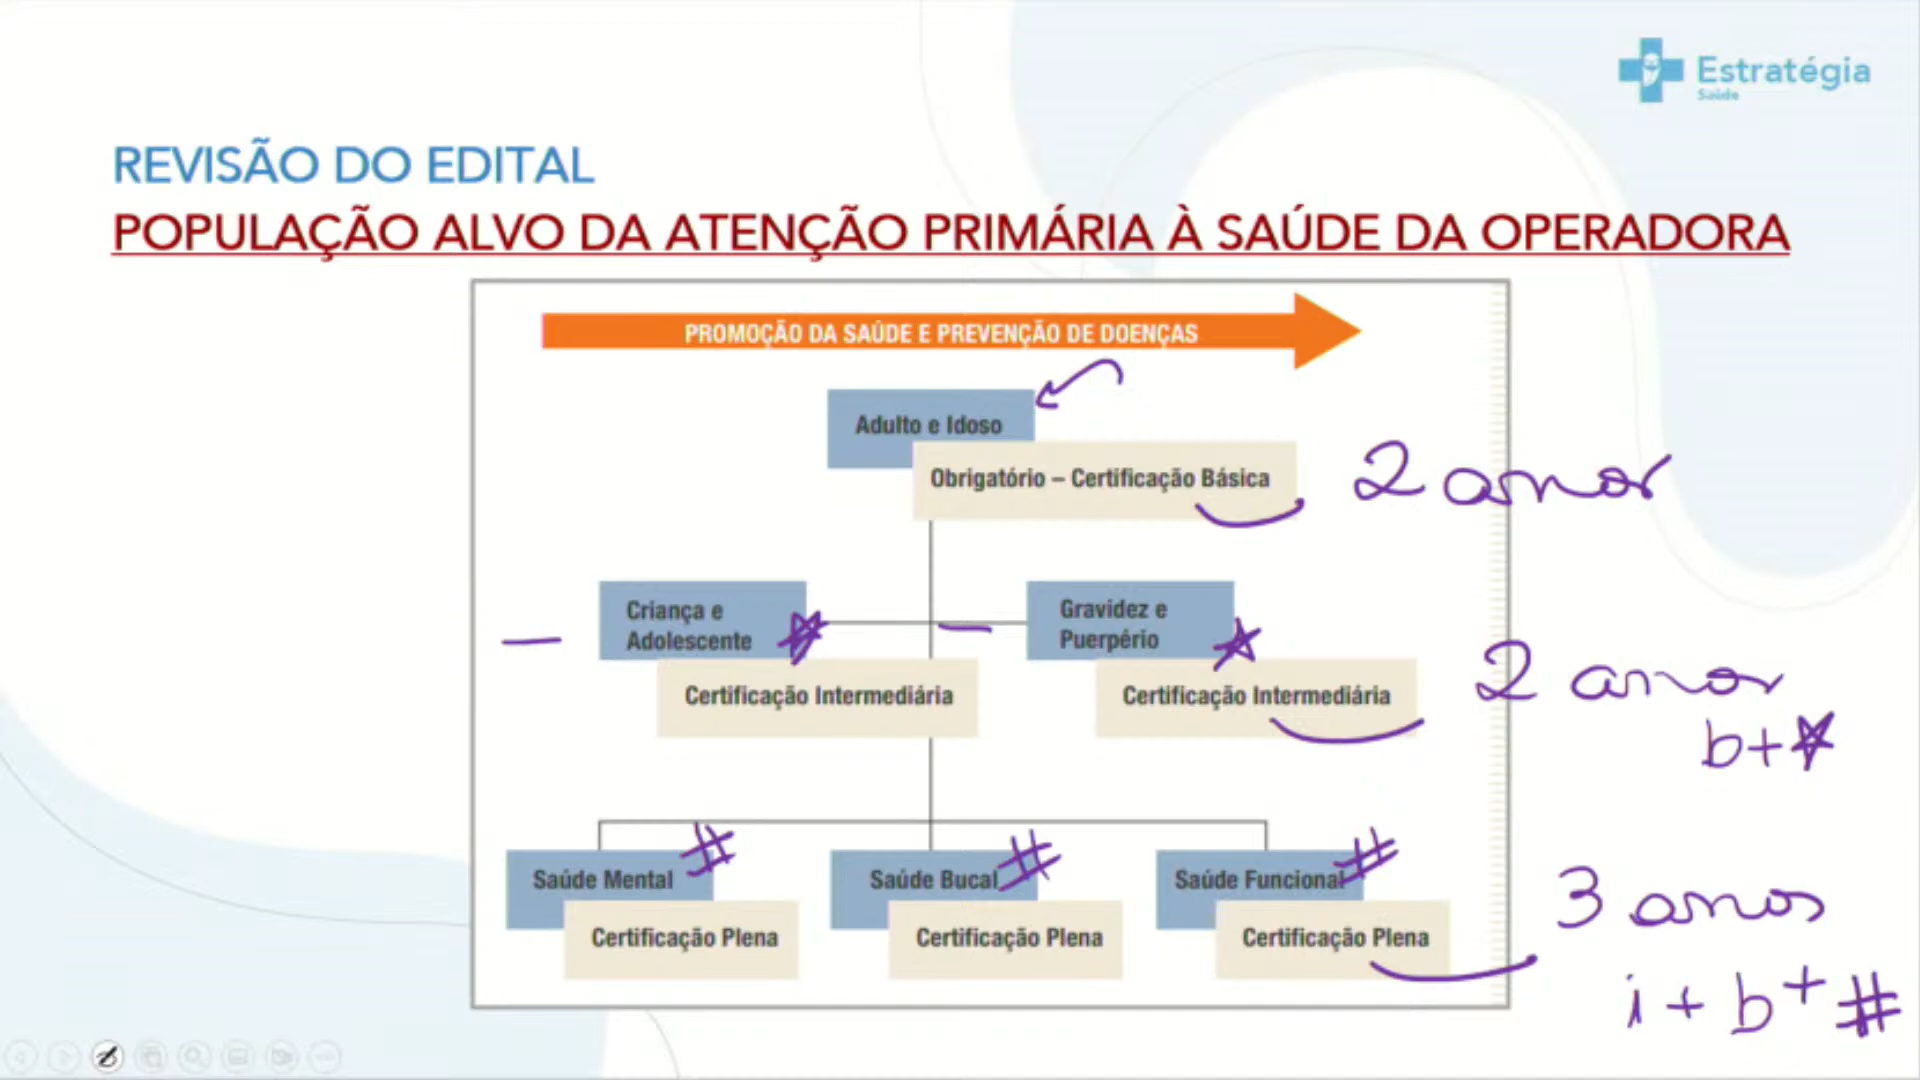 Estratégia
Saúde
REVISÃO DO EDITAL
POPULAÇÃO ALVO DA ATENÇÃO PRIMÁRIA À SAÚDE DA OPERADORA
PROMOÇÃO DA SAÚDE E PREVENÇÃO DE DOENÇAS
Adulto e Idoso
Obrigatório – Certificação Básica
2 anos
Criança e
Adolescente
Certificação Intermediária
Gravidez e
Puerpério
Certificação Intermediária
2 anos
b+☆
Saúde Mental #
Certificação Plena
Saúde Bucal #
Certificação Plena
Saúde Funcional #
Certificação Plena
3 anos
i + b + #